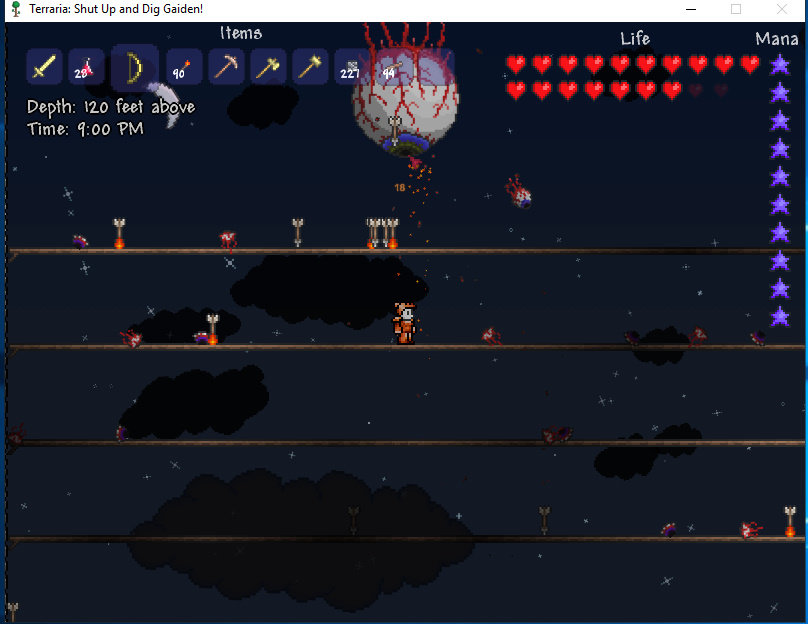 Terraria: Shut Up and Dig Gaiden!
Items
Life
Mana
28
90
227
94
Depth: 120 feet above
Time: 9:00 PM
18